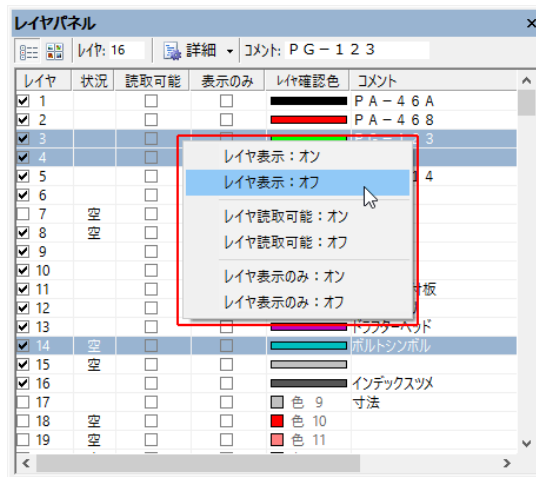 レイヤパネル
レイヤ: 16 詳細 コメント: ＰＧ－１２３
レイヤ 状況 読取可能 表示のみ レイヤ確認色 コメント
1 ＰＡ－４６Ａ
2 ＰＡ－４６８
3 ３
4
5 １４
6
7 空
8 空
9
10
11 寸板
12
13 ドラフターヘッド
14 空 ボルトシンボル
15 空
16 インデックスツメ
17 色 9 寸法
18 空 色 10
19 空 色 11
レイヤ表示：オン
レイヤ表示：オフ
レイヤ読取可能：オン
レイヤ読取可能：オフ
レイヤ表示のみ：オン
レイヤ表示のみ：オフ